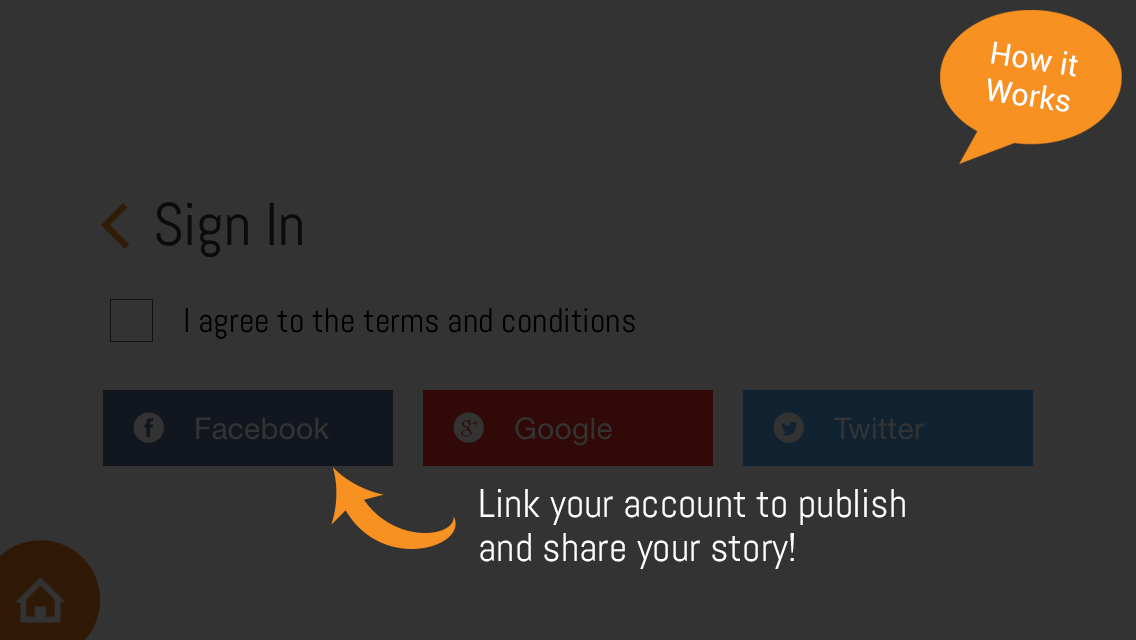 How it
Works
Sign In
I agree to the terms and conditions
Facebook
Google
Twitter
Link your account to publish
and share your story!